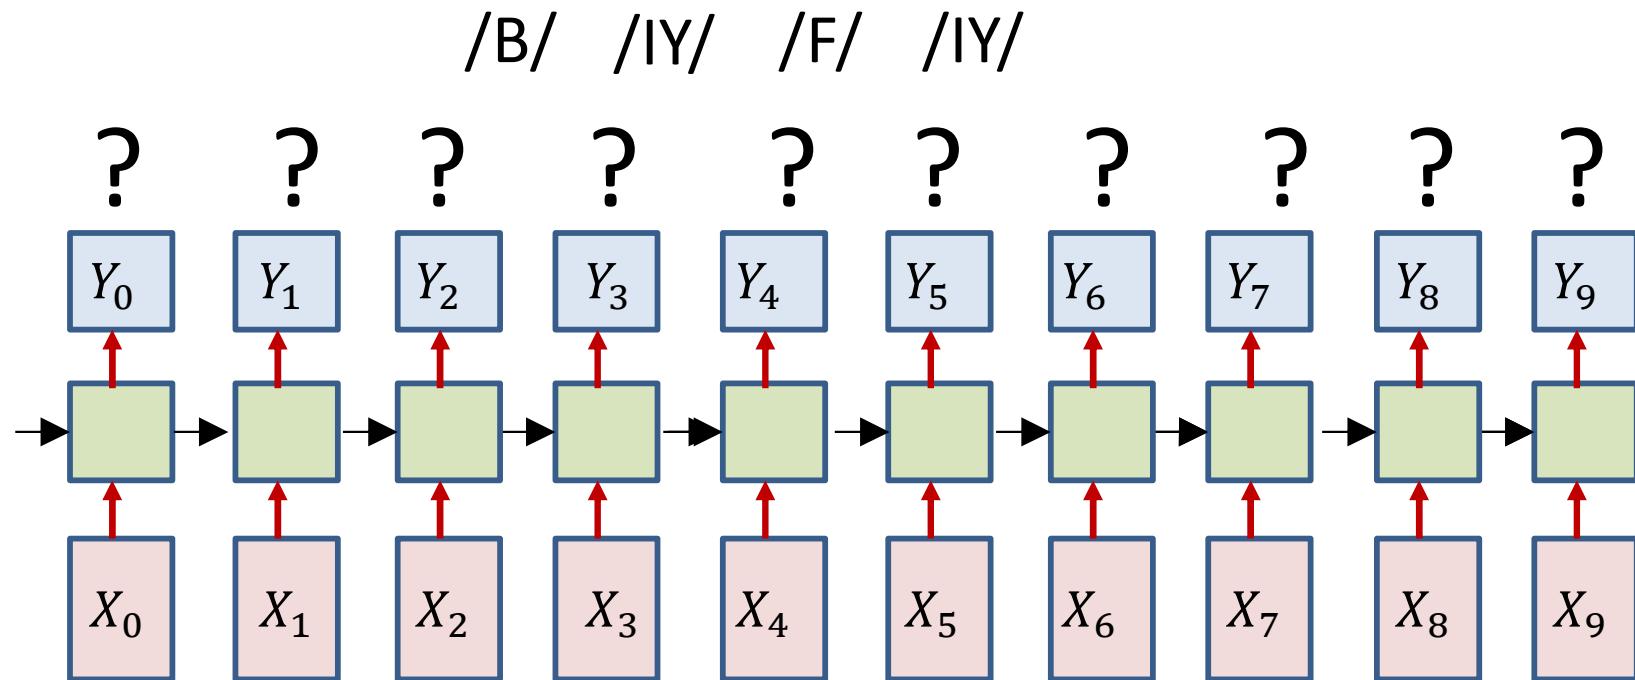 /B/ /IY/ /F/ /IY/
? ? ? ? ? ? ? ? ? ?
Y₀ Y₁ Y₂ Y₃ Y₄ Y₅ Y₆ Y₇ Y₈ Y₉
X₀ X₁ X₂ X₃ X₄ X₅ X₆ X₇ X₈ X₉